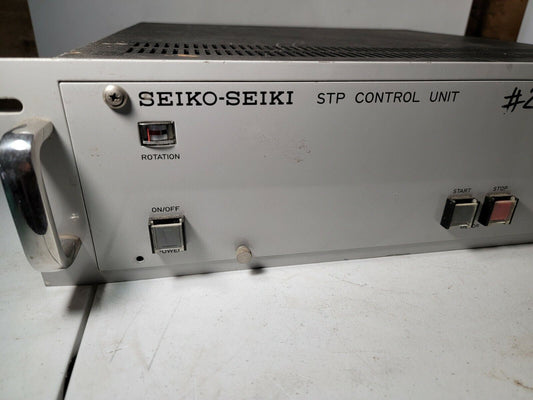 SEIKO-SEIKI STP CONTROL UNIT #2
ROTATION
ON/OFF
POWER
START STOP